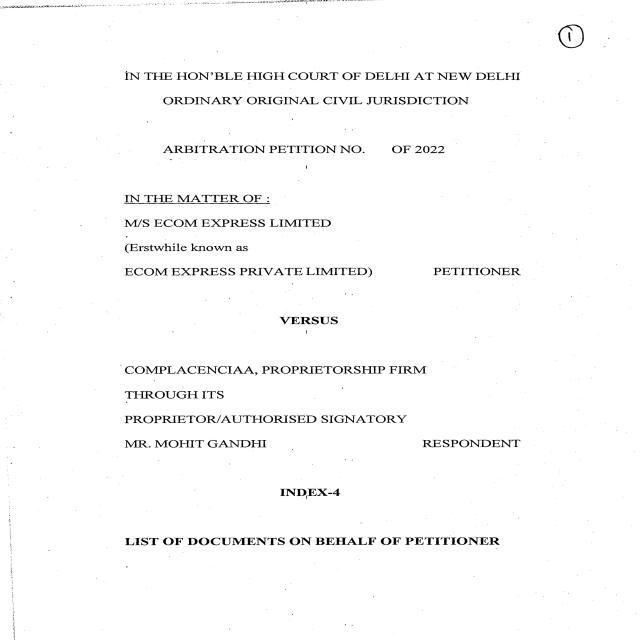 1
IN THE HON'BLE HIGH COURT OF DELHI AT NEW DELHI
ORDINARY ORIGINAL CIVIL JURISDICTION
ARBITRATION PETITION NO. OF 2022
IN THE MATTER OF :
M/S ECOM EXPRESS LIMITED
(Erstwhile known as
ECOM EXPRESS PRIVATE LIMITED) PETITIONER
VERSUS
COMPLACENCIAA, PROPRIETORSHIP FIRM
THROUGH ITS
PROPRIETOR/AUTHORISED SIGNATORY
MR. MOHIT GANDHI RESPONDENT
INDEX-4
LIST OF DOCUMENTS ON BEHALF OF PETITIONER